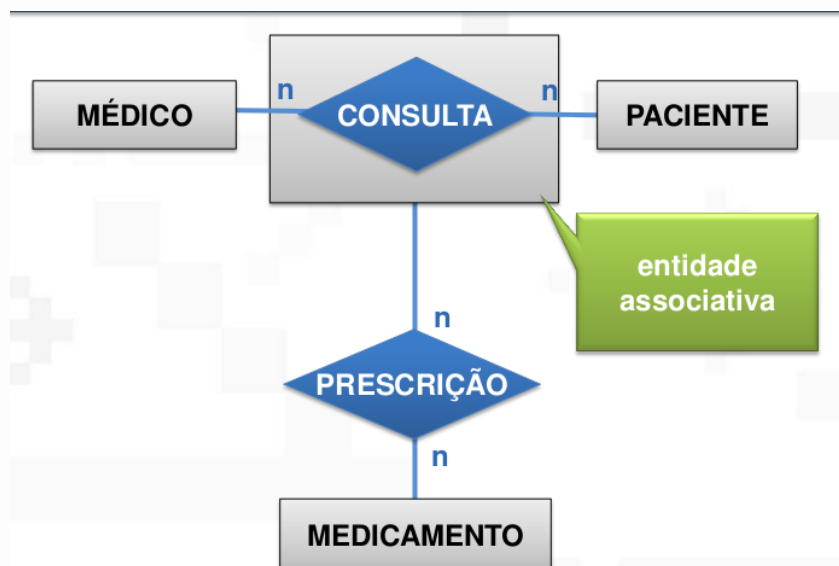 n
n
MÉDICO
CONSULTA
PACIENTE
entidade
associativa
n
PRESCRIÇÃO
n
MEDICAMENTO